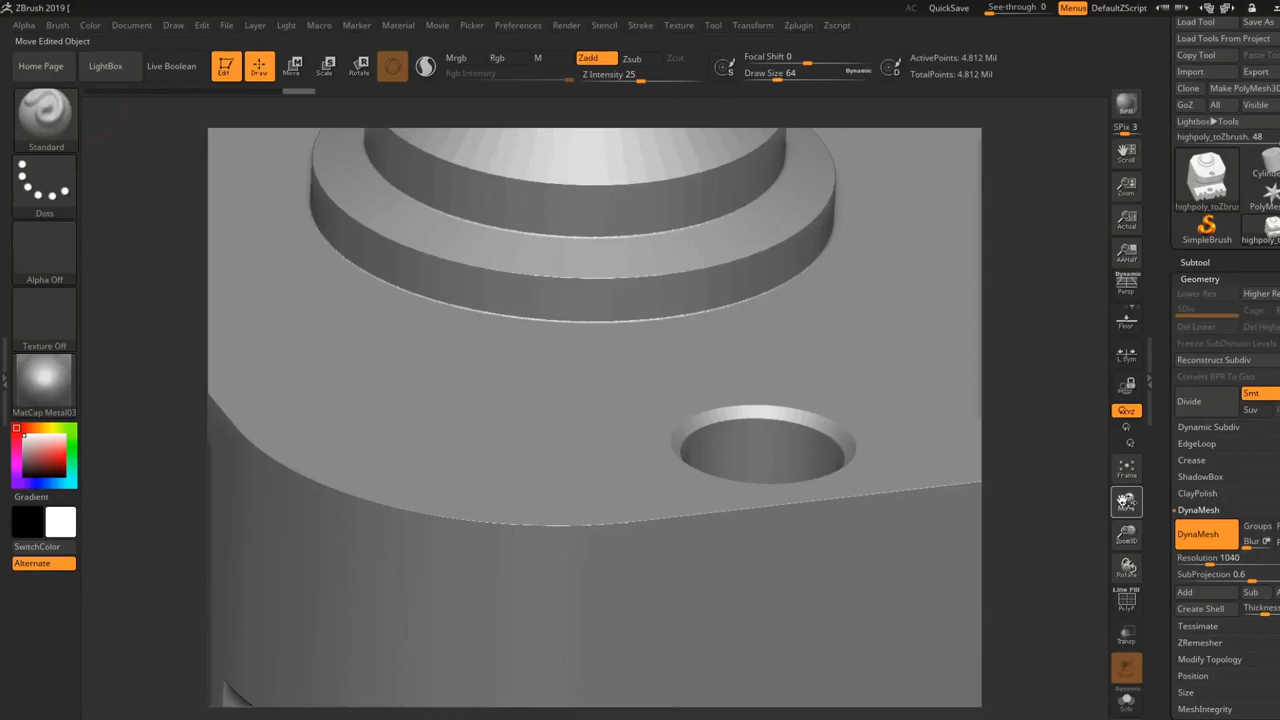 ZBrush 2019 [
AC QuickSave See-through 0 Menus DefaultZScript
Alpha Brush Color Document Draw Edit File Layer Light Macro Marker Material Movie Picker Preferences Render Stencil Stroke Texture Tool Transform Zplugin Zscript
Move Edited Object
Home Page LightBox Live Boolean Edit Draw Move Scale Rotate
Mrgb Rgb M Zadd Zsub Zcut
Rgb Intensity Z Intensity 25
Focal Shift 0
Draw Size 64 Dynamic
S D
ActivePoints: 4.812 Mil
TotalPoints: 4.812 Mil
Standard
Dots
Alpha Off
Texture Off
MatCap Metal03
Gradient
SwitchColor
Alternate
BPR
SPix 3
Scroll
Zoom
Actual
AAHalf
Dynamic
Persp
Floor
L.Sym
XYZ
Frame
Move
Zoom3D
Rotate
Line Fill
PolyF
Transp
Dynamic
Solo
Load Tool Save As
Load Tools From Project
Copy Tool
Import Export
Clone Make PolyMesh3D
GoZ All Visible
Lightbox▶Tools
highpoly_toZbrush. 48
Cylinde
highpoly_toZbru PolyMe
SimpleBrush highpoly_to
Subtool
Geometry
Lower Res Higher Re
SDiv Cage
Del Lower Del Highe
Freeze SubDivision Levels
Reconstruct Subdiv
Convert BPR To Geo
Divide Smt
Suv
Dynamic Subdiv
EdgeLoop
Crease
ShadowBox
ClayPolish
DynaMesh
DynaMesh Groups P
Blur 0
Resolution 1040
SubProjection 0.6
Add Sub
Create Shell Thickness
Tessimate
ZRemesher
Modify Topology
Position
Size
MeshIntegrity